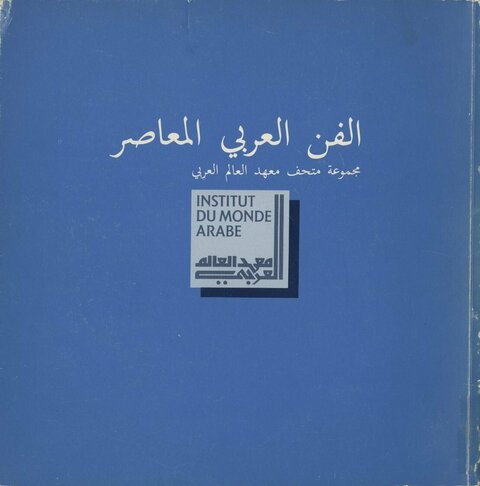 الفن العربي المعاصر
مجموعة متحف معهد العالم العربي
INSTITUT
DU MONDE
ARABE
معهد العالم
العربي